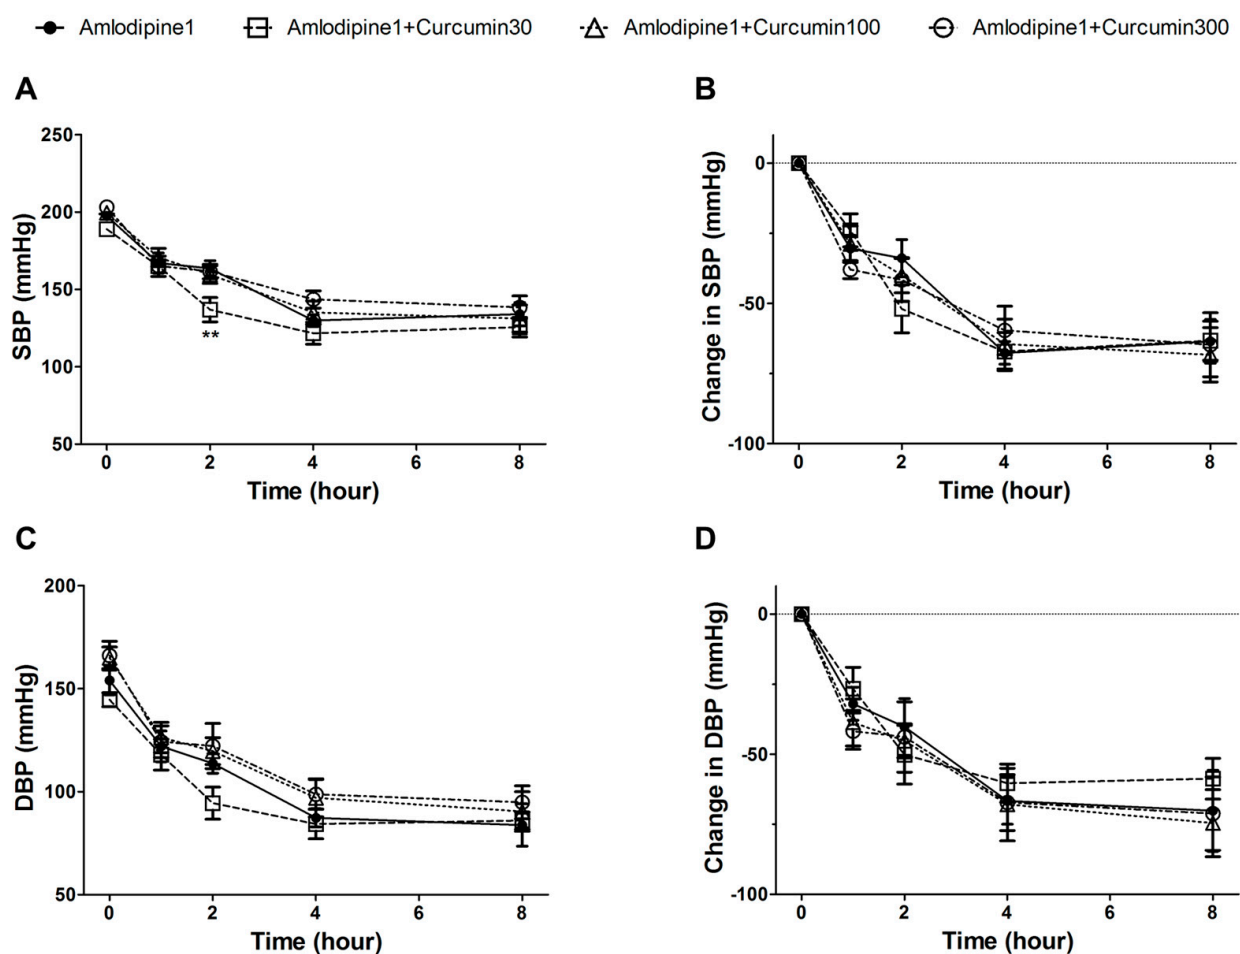 Amlodipine1 Amlodipine1+Curcumin30 Amlodipine1+Curcumin100 Amlodipine1+Curcumin300
A
250
200
150
100
50
SBP (mmHg)
**
0 2 4 6 8
Time (hour)
B
0
-50
-100
Change in SBP (mmHg)
0 2 4 6 8
Time (hour)
C
200
150
100
50
DBP (mmHg)
0 2 4 6 8
Time (hour)
D
0
-50
-100
Change in DBP (mmHg)
0 2 4 6 8
Time (hour)